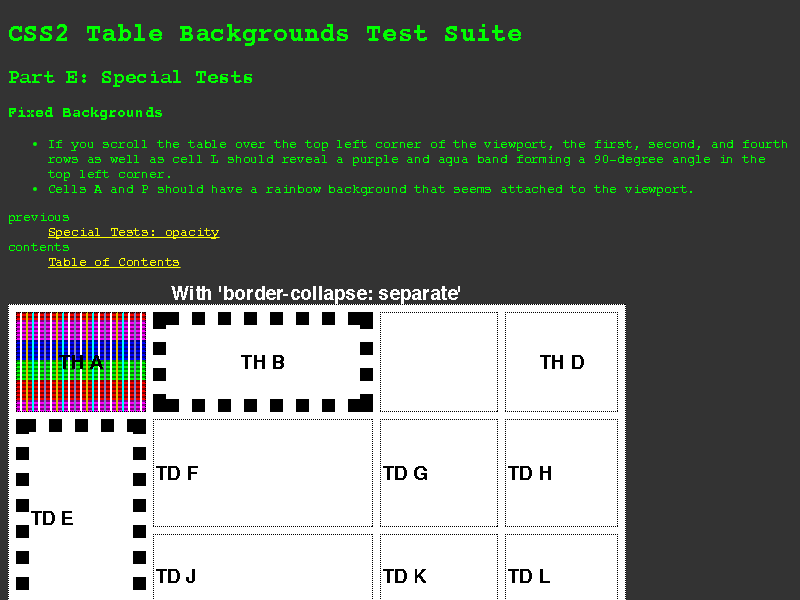 CSS2 Table Backgrounds Test Suite
Part E: Special Tests
Fixed Backgrounds
• If you scroll the table over the top left corner of the viewport, the first, second, and fourth
rows as well as cell L should reveal a purple and aqua band forming a 90-degree angle in the
top left corner.
• Cells A and P should have a rainbow background that seems attached to the viewport.
previous
Special Tests: opacity
contents
Table of Contents
With 'border-collapse: separate'
TH A TH B TH D
TD F TD G TD H
TD E
TD J TD K TD L